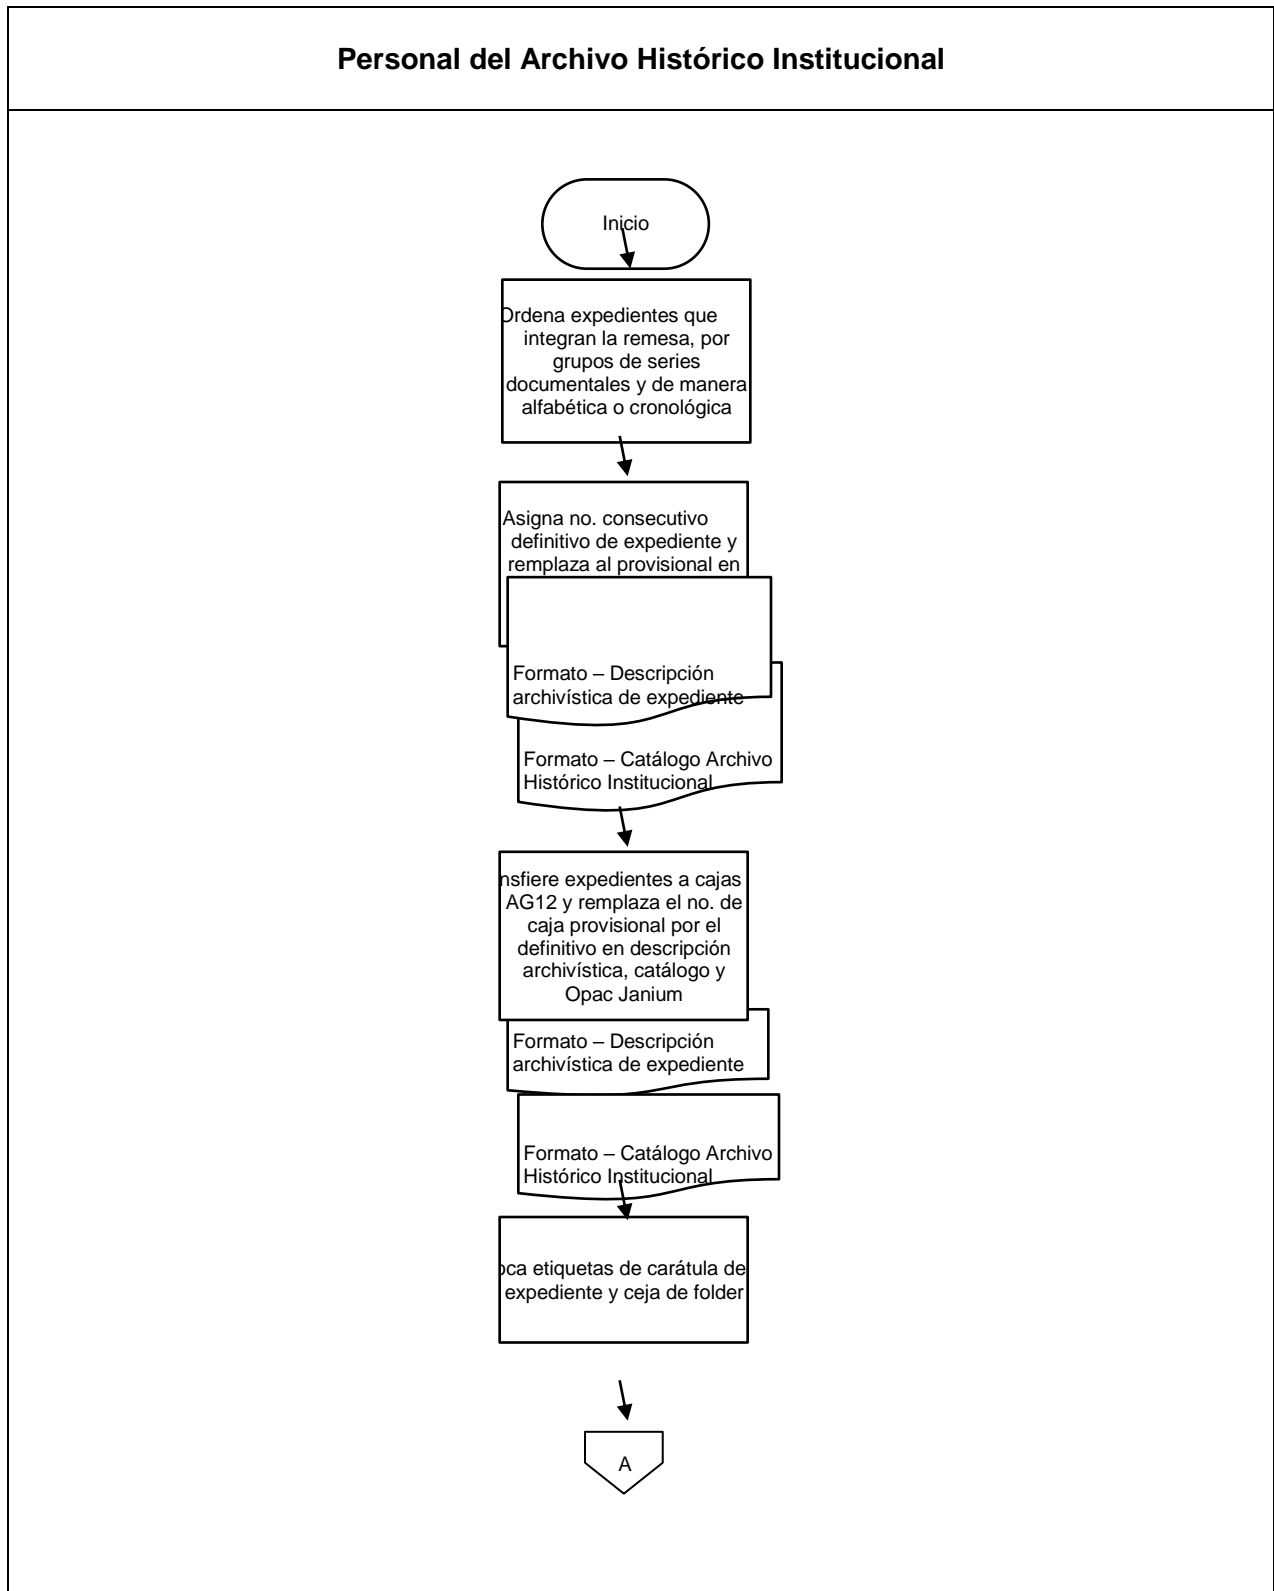 Personal del Archivo Histórico Institucional
Inicio
Ordena expedientes que
integran la remesa, por
grupos de series
documentales y de manera
alfabética o cronológica
Asigna no. consecutivo
definitivo de expediente y
remplaza al provisional en
Formato – Descripción
archivística de expediente
Formato – Catálogo Archivo
Histórico Institucional
nsfiere expedientes a cajas
AG12 y remplaza el no. de
caja provisional por el
definitivo en descripción
archivística, catálogo y
Opac Janium
Formato – Descripción
archivística de expediente
Formato – Catálogo Archivo
Histórico Institucional
oca etiquetas de carátula de
expediente y ceja de folder
A